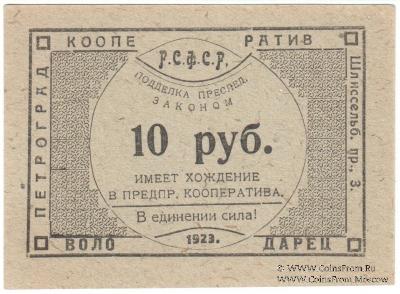 КООПЕ РАТИВ
ПЕТРОГРАД
Шлиссельб. пр., 3.
Р.С.Ф.С.Р.
ПОДДЕЛКА ПРЕСЛЕД.
ЗАКОНОМ
10 руб.
ИМЕЕТ ХОЖДЕНИЕ
В ПРЕДПР. КООПЕРАТИВА.
В единении сила!
1923.
ВОЛО ДАРЕЦ
© www.CoinsFrom.Ru
www.CoinsFrom.Moscow